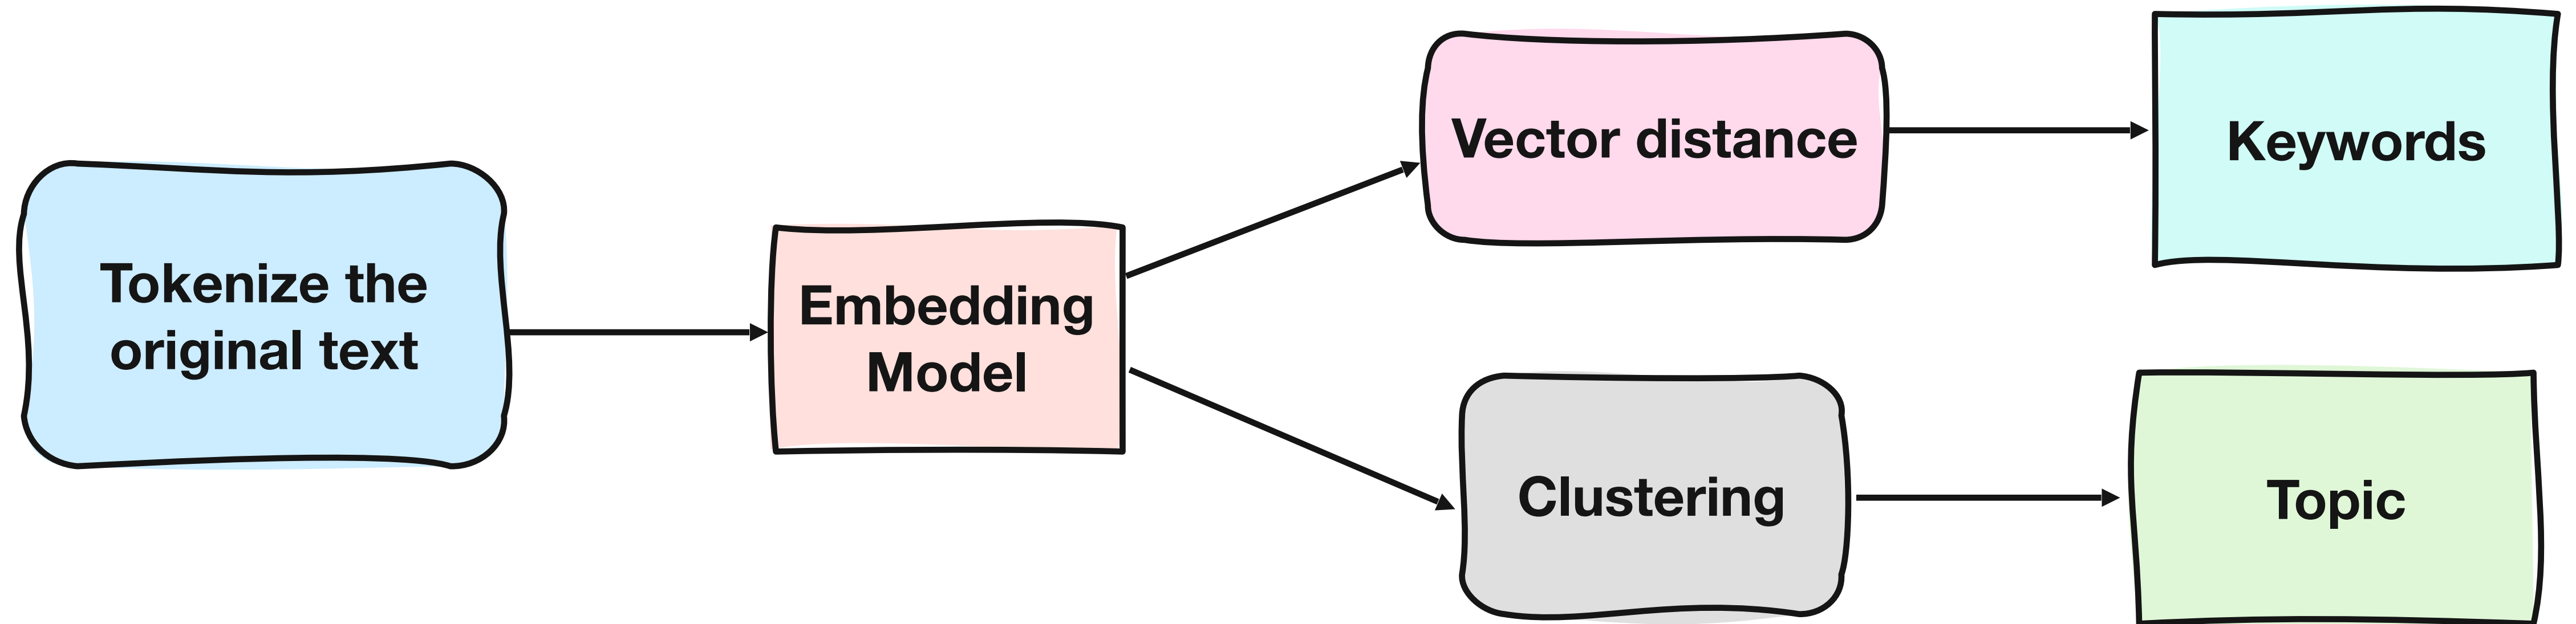 Tokenize the
original text
Embedding
Model
Vector distance
Keywords
Clustering
Topic